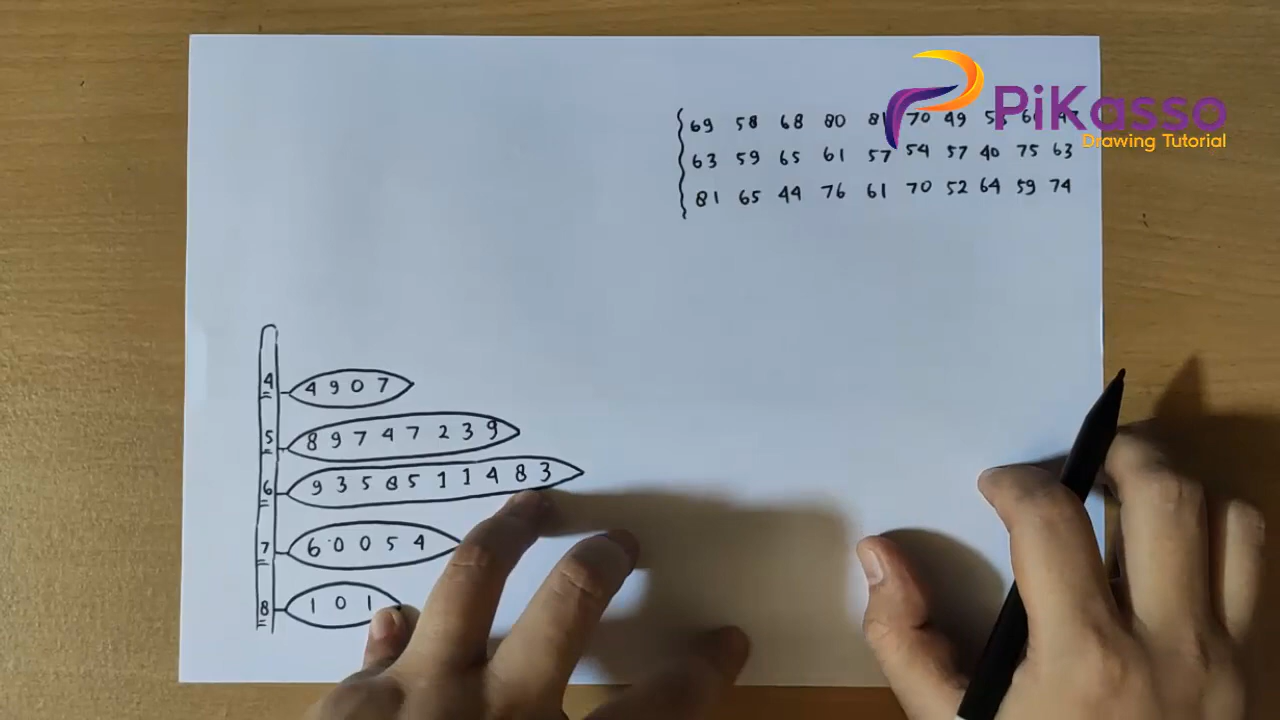 PiKasso
Drawing Tutorial
69 58 68 80 81 70 49
63 59 65 61 57 54 57 40 75 63
81 65 44 76 61 70 52 64 59 74
4 4 9 0 7
5 8 9 7 4 7 2 3 9
6 9 3 5 8 5 1 1 4 8 3
7 6 0 0 5 4
8 1 0 1